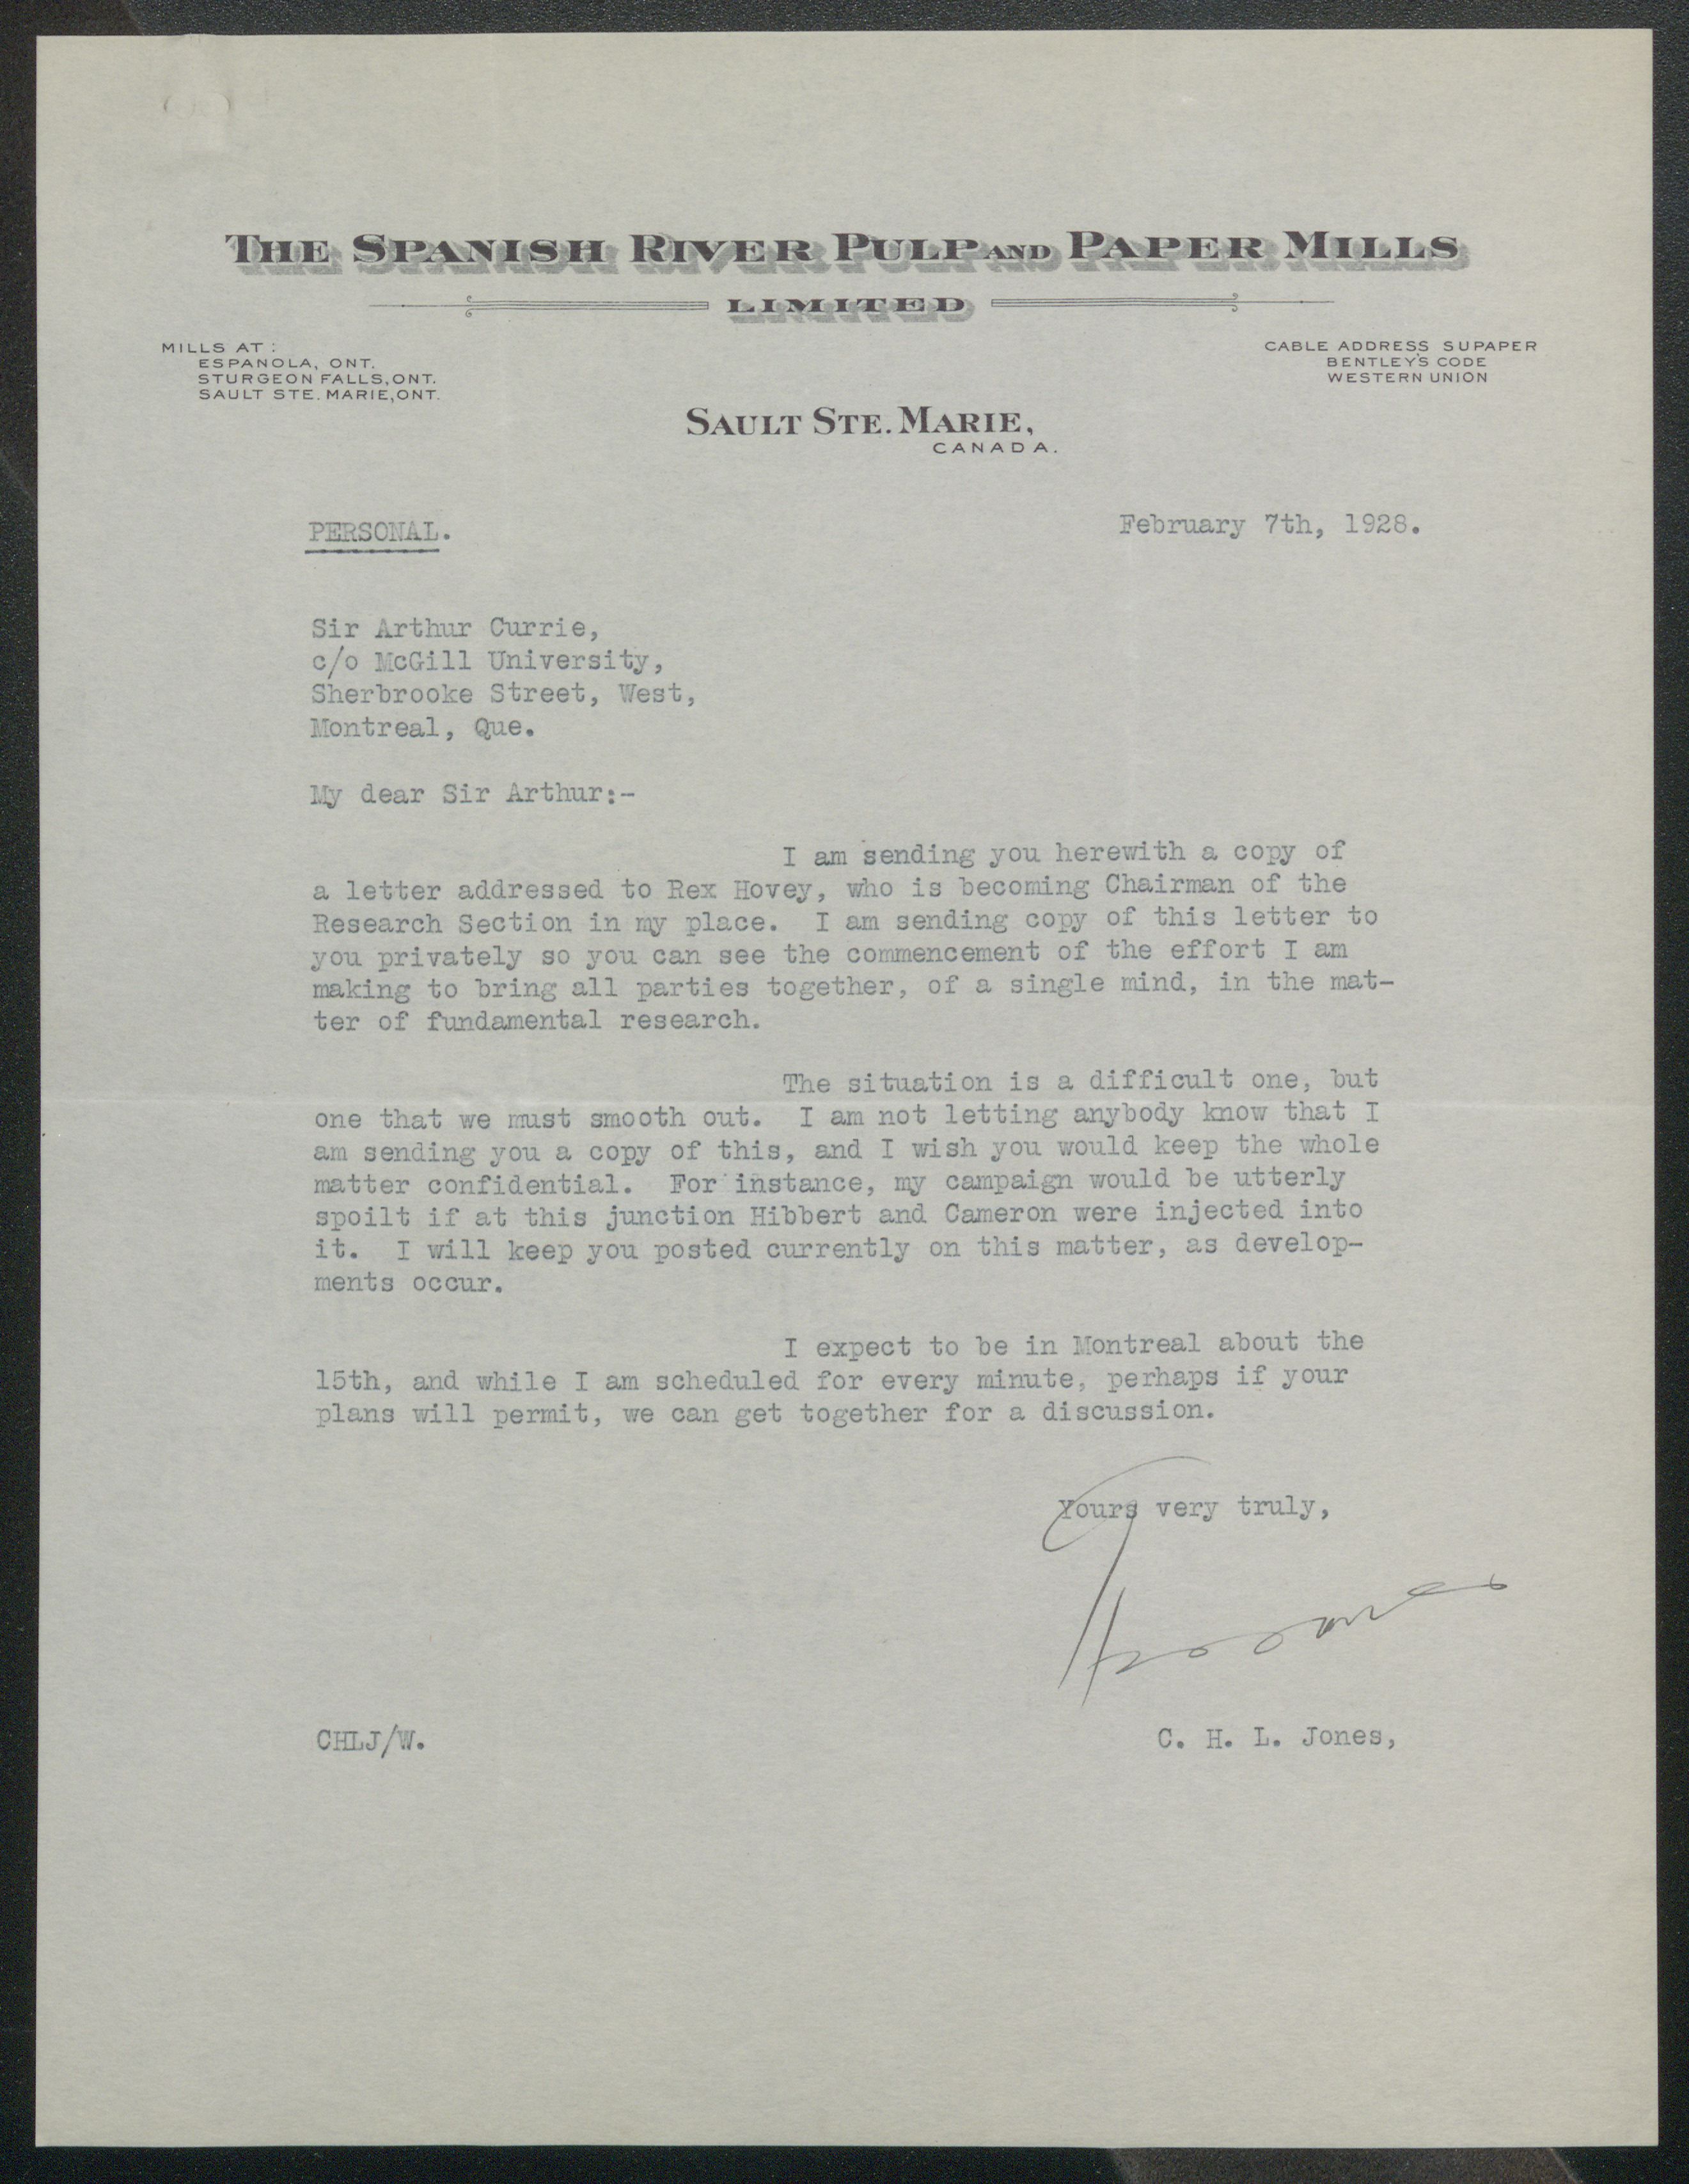 THE SPANISH RIVER PULP AND PAPER MILLS
LIMITED
MILLS AT :
ESPANOLA, ONT.
STURGEON FALLS, ONT.
SAULT STE. MARIE, ONT.
CABLE ADDRESS SUPAPER
BENTLEY'S CODE
WESTERN UNION
SAULT STE. MARIE,
CANADA.
PERSONAL.
February 7th, 1928.
Sir Arthur Currie,
c/o McGill University,
Sherbrooke Street, West,
Montreal, Que.
My dear Sir Arthur:-
I am sending you herewith a copy of
a letter addressed to Rex Hovey, who is becoming Chairman of the
Research Section in my place. I am sending copy of this letter to
you privately so you can see the commencement of the effort I am
making to bring all parties together, of a single mind, in the mat-
ter of fundamental research.
The situation is a difficult one, but
one that we must smooth out. I am not letting anybody know that I
am sending you a copy of this, and I wish you would keep the whole
matter confidential. For instance, my campaign would be utterly
spoilt if at this junction Hibbert and Cameron were injected into
it. I will keep you posted currently on this matter, as develop-
ments occur.
I expect to be in Montreal about the
15th, and while I am scheduled for every minute, perhaps if your
plans will permit, we can get together for a discussion.
Yours very truly,
CHLJ/W.
C. H. L. Jones,